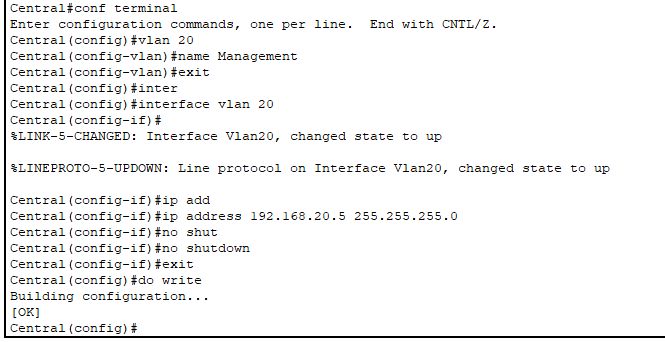 Central#conf terminal
Enter configuration commands, one per line.  End with CNTL/Z.
Central(config)#vlan 20
Central(config-vlan)#name Management
Central(config-vlan)#exit
Central(config)#inter
Central(config)#interface vlan 20
Central(config-if)#
%LINK-5-CHANGED: Interface Vlan20, changed state to up
%LINEPROTO-5-UPDOWN: Line protocol on Interface Vlan20, changed state to up
Central(config-if)#ip add
Central(config-if)#ip address 192.168.20.5 255.255.255.0
Central(config-if)#no shut
Central(config-if)#no shutdown
Central(config-if)#exit
Central(config)#do write
Building configuration...
[OK]
Central(config)#